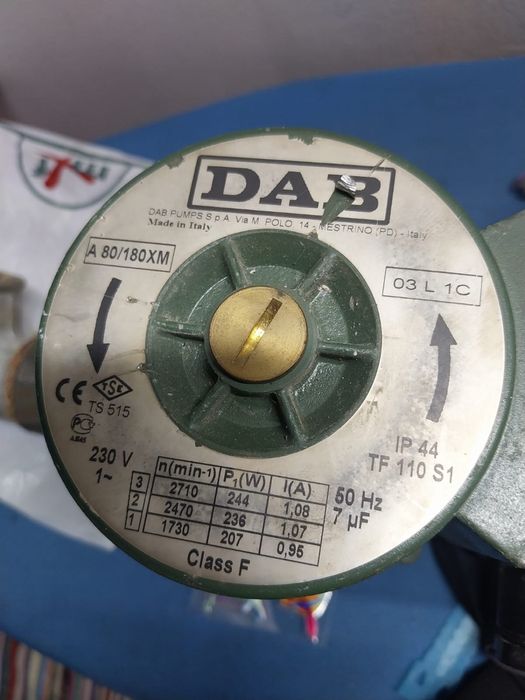 DAB
DAB PUMPS S.p.A. Via M. POLO, 14 - MESTRINO (PD) - Italy
Made in Italy
A 80/180XM
03 L 1C
CE
TSE
TS 515
230 V
1~
IP 44
TF 110 S1
n(min-1) P1(W) I(A)
3 2710 244 1,08
2 2470 236 1,07
1 1730 207 0,95
50 Hz
7 µF
Class F